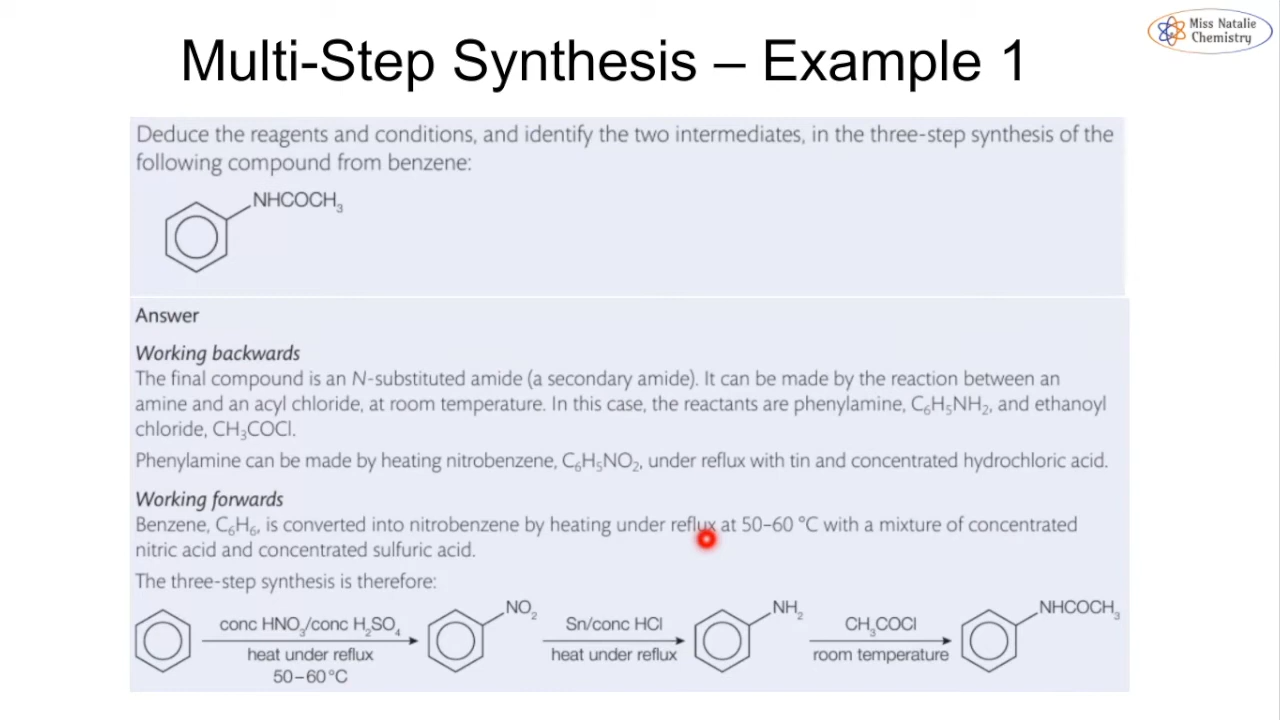 Multi-Step Synthesis – Example 1
Miss Natalie
Chemistry
Deduce the reagents and conditions, and identify the two intermediates, in the three-step synthesis of the
following compound from benzene:
NHCOCH₃
Answer
Working backwards
The final compound is an N-substituted amide (a secondary amide). It can be made by the reaction between an
amine and an acyl chloride, at room temperature. In this case, the reactants are phenylamine, C₆H₅NH₂, and ethanoyl
chloride, CH₃COCl.
Phenylamine can be made by heating nitrobenzene, C₆H₅NO₂, under reflux with tin and concentrated hydrochloric acid.
Working forwards
Benzene, C₆H₆, is converted into nitrobenzene by heating under reflux at 50–60 °C with a mixture of concentrated
nitric acid and concentrated sulfuric acid.
The three-step synthesis is therefore:
conc HNO₃/conc H₂SO₄
heat under reflux
50–60 °C
NO₂
Sn/conc HCl
heat under reflux
NH₂
CH₃COCl
room temperature
NHCOCH₃